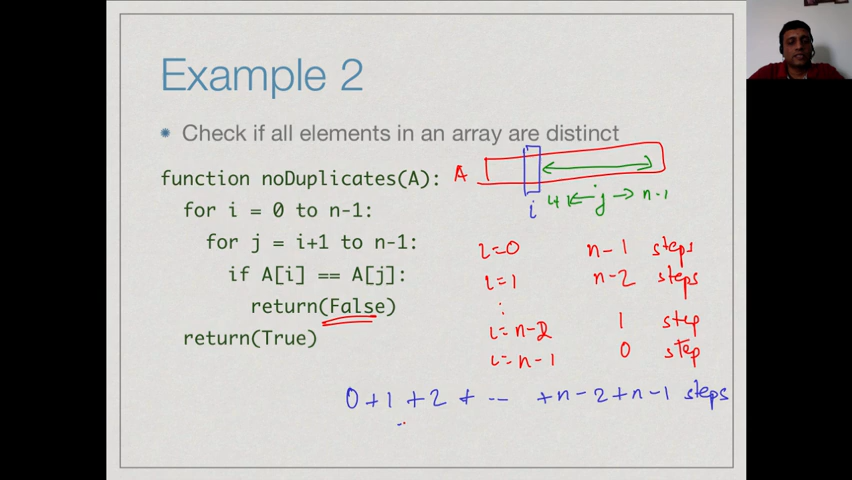 Example 2
Check if all elements in an array are distinct
function noDuplicates(A):
for i = 0 to n-1:
for j = i+1 to n-1:
if A[i] == A[j]:
return(False)
return(True)
A
i
j
n-1
i=0 n-1 steps
i=1 n-2 steps
⋮
i=n-2 1 step
i=n-1 0 step
0+1+2+ -- +n-2+n-1 steps